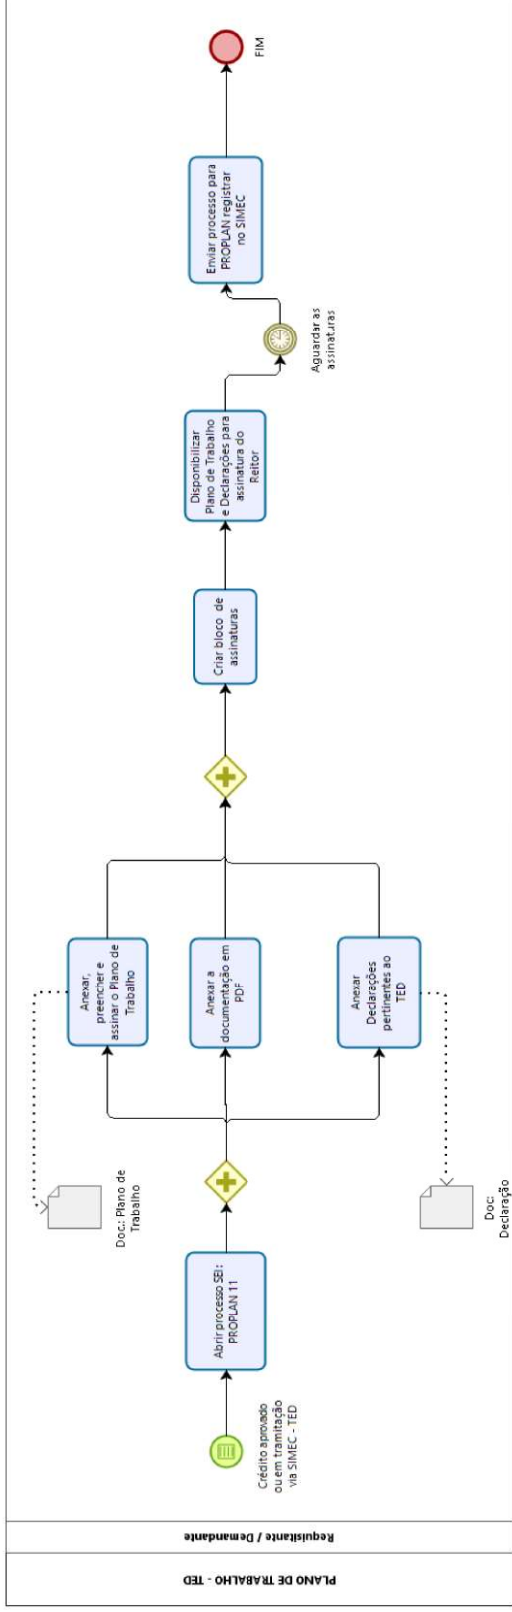 PLANO DE TRABALHO - TED
Requisitante / Demandante
Crédito aprovado
ou em tramitação
via SIMEC - TED
Abrir processo SEI:
PROPLAN 11
Doc.: Plano de
Trabalho
Doc:
Declaração
Anexar,
preencher e
assinar o Plano de
Trabalho
Anexar a
documentação em
PDF
Anexar
Declarações
pertinentes ao
TED
Criar bloco de
assinaturas
Disponibilizar
Plano de Trabalho
e Declarações para
assinatura do
Reitor
Aguardar as
assinaturas
Enviar processo para
PROPLAN registrar
no SIMEC
FIM